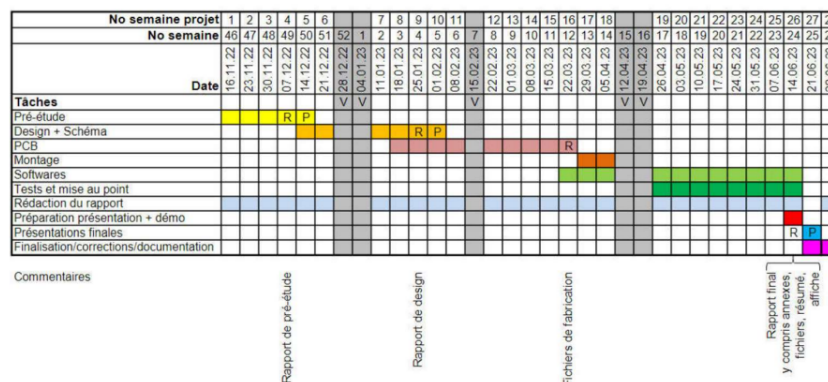 No semaine projet 1 2 3 4 5 6 7 8 9 10 11 12 13 14 15 16 17 18 19 20 21 22 23 24 25 26 27
No semaine 46 47 48 49 50 51 52 1 2 3 4 5 6 7 8 9 10 11 12 13 14 15 16 17 18 19 20 21 22 23 24 25
Date 16.11.22 23.11.22 30.11.22 07.12.22 14.12.22 21.12.22 28.12.22 04.01.23 11.01.23 18.01.23 25.01.23 01.02.23 08.02.23 15.02.23 22.02.23 01.03.23 08.03.23 15.03.23 22.03.23 29.03.23 05.04.23 12.04.23 19.04.23 26.04.23 03.05.23 10.05.23 17.05.23 24.05.23 31.05.23 07.06.23 14.06.23 21.06.23
Tâches V V V V V
Pré-étude R P
Design + Schéma R P
PCB R
Montage
Softwares
Tests et mise au point
Rédaction du rapport
Préparation présentation + démo
Présentations finales R P
Finalisation/corrections/documentation
Commentaires
Rapport de pré-étude
Rapport de design
Fichiers de fabrication
Rapport final
y compris annexes,
fichiers, résumé,
affiche